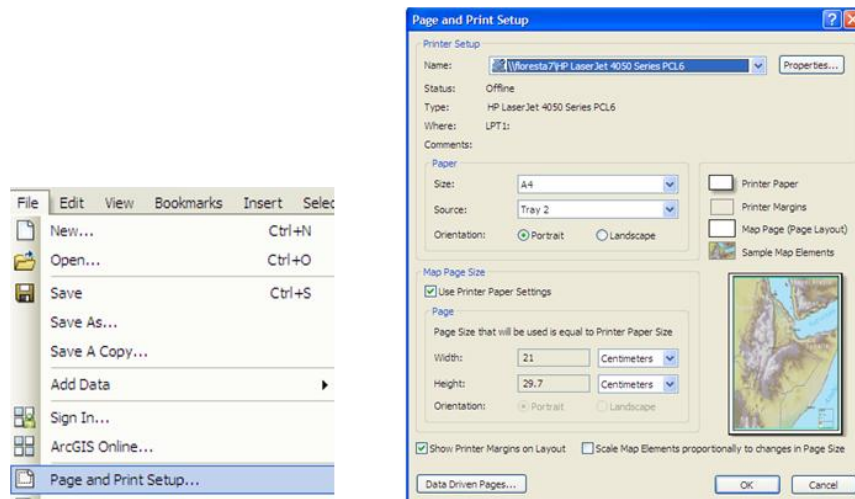 File Edit View Bookmarks Insert Selec
New... Ctrl+N
Open... Ctrl+O
Save Ctrl+S
Save As...
Save A Copy...
Add Data
Sign In...
ArcGIS Online...
Page and Print Setup...
Page and Print Setup
Printer Setup
Name: \\floresta7\HP LaserJet 4050 Series PCL6 Properties...
Status: Offline
Type: HP LaserJet 4050 Series PCL6
Where: LPT1:
Comments:
Paper
Size: A4
Source: Tray 2
Orientation: Portrait Landscape
Printer Paper
Printer Margins
Map Page (Page Layout)
Sample Map Elements
Map Page Size
Use Printer Paper Settings
Page
Page Size that will be used is equal to Printer Paper Size
Width: 21 Centimeters
Height: 29.7 Centimeters
Orientation: Portrait Landscape
Show Printer Margins on Layout Scale Map Elements proportionally to changes in Page Size
Data Driven Pages... OK Cancel